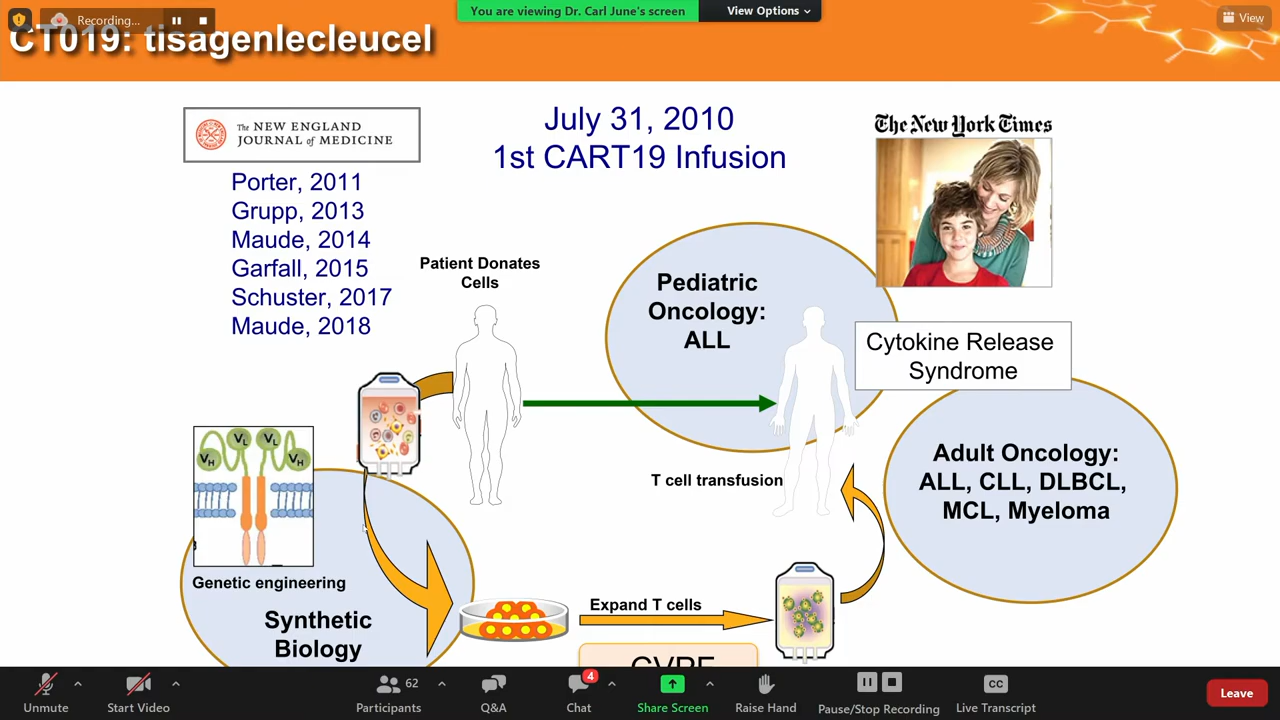 Recording...
You are viewing Dr. Carl June's screen
View Options
View
CT019: tisagenlecleucel
The NEW ENGLAND
JOURNAL of MEDICINE
July 31, 2010
1st CART19 Infusion
The New York Times
Porter, 2011
Grupp, 2013
Maude, 2014
Garfall, 2015
Schuster, 2017
Maude, 2018
Patient Donates
Cells
Pediatric
Oncology:
ALL
Cytokine Release
Syndrome
VL VL
VH VH
T cell transfusion
Adult Oncology:
ALL, CLL, DLBCL,
MCL, Myeloma
Genetic engineering
Synthetic
Biology
Expand T cells
Unmute
Start Video
62
Participants
Q&A
4
Chat
Share Screen
Raise Hand
Pause/Stop Recording
CC
Live Transcript
Leave